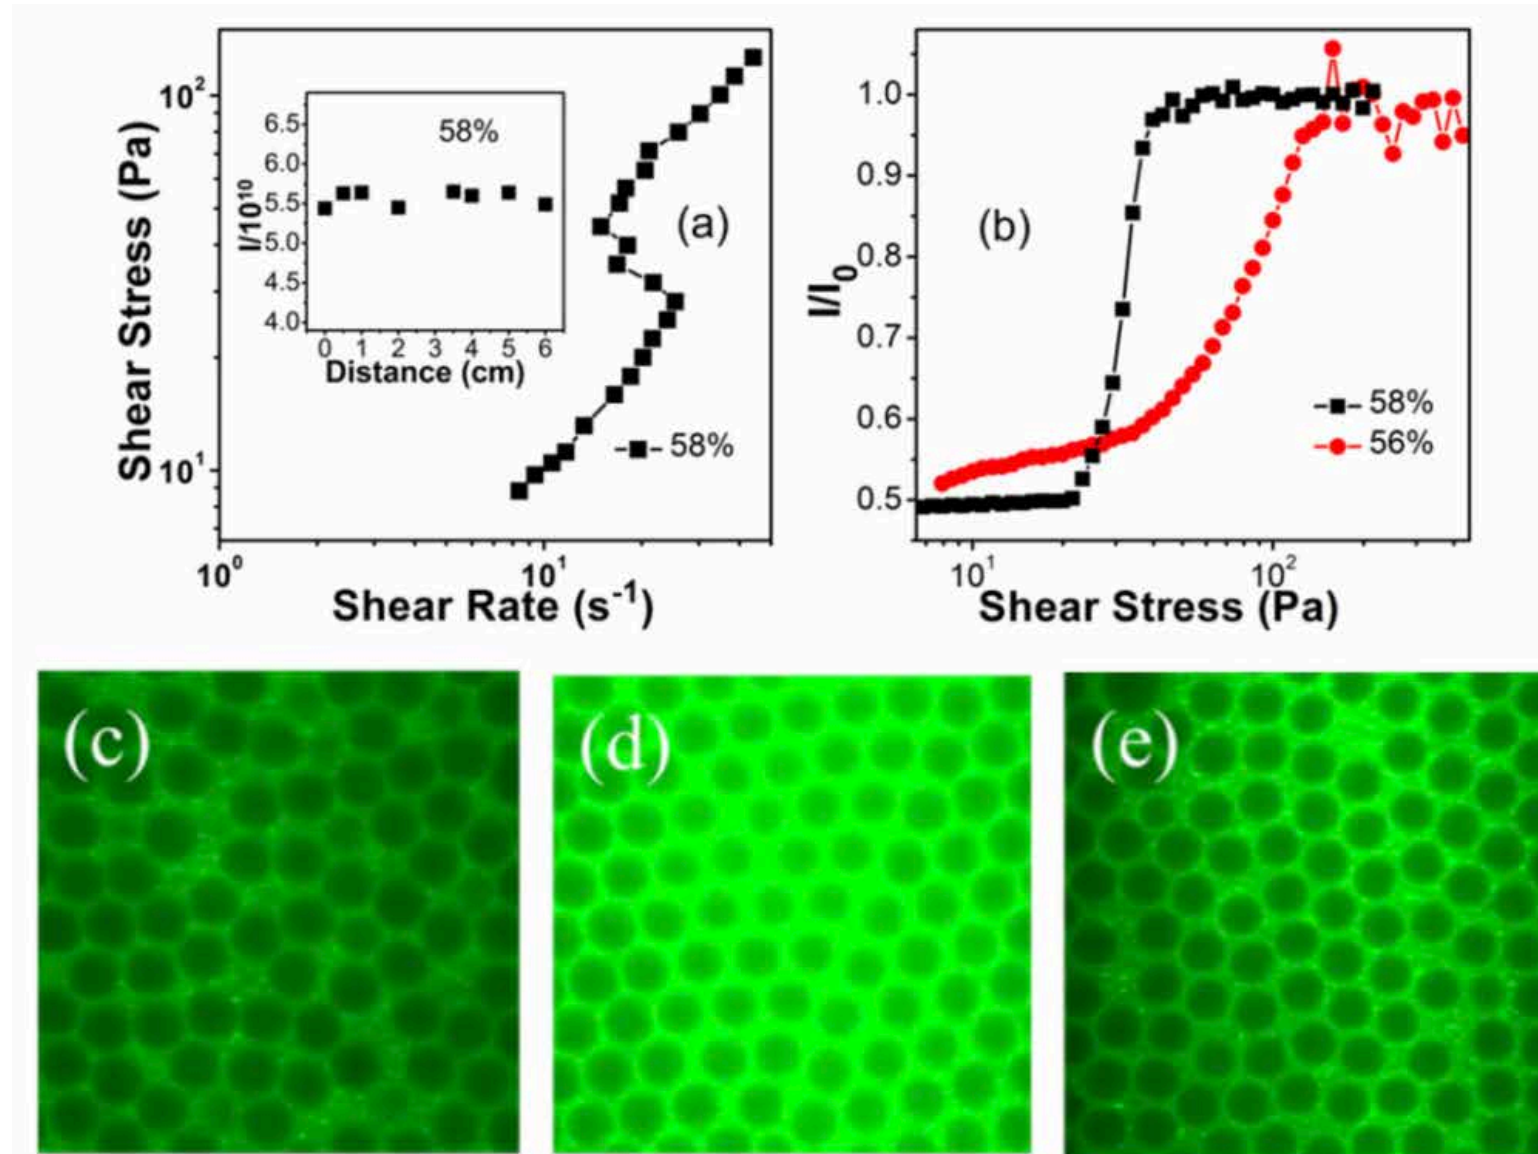 Shear Stress (Pa)
10²
10¹
10⁰
10¹
Shear Rate (s⁻¹)
(a)
58%
58%
I/10¹⁰
6.5
6.0
5.5
5.0
4.5
4.0
0 1 2 3 4 5 6
Distance (cm)
I/I₀
1.0
0.9
0.8
0.7
0.6
0.5
(b)
58%
56%
10¹
10²
Shear Stress (Pa)
(c)
(d)
(e)